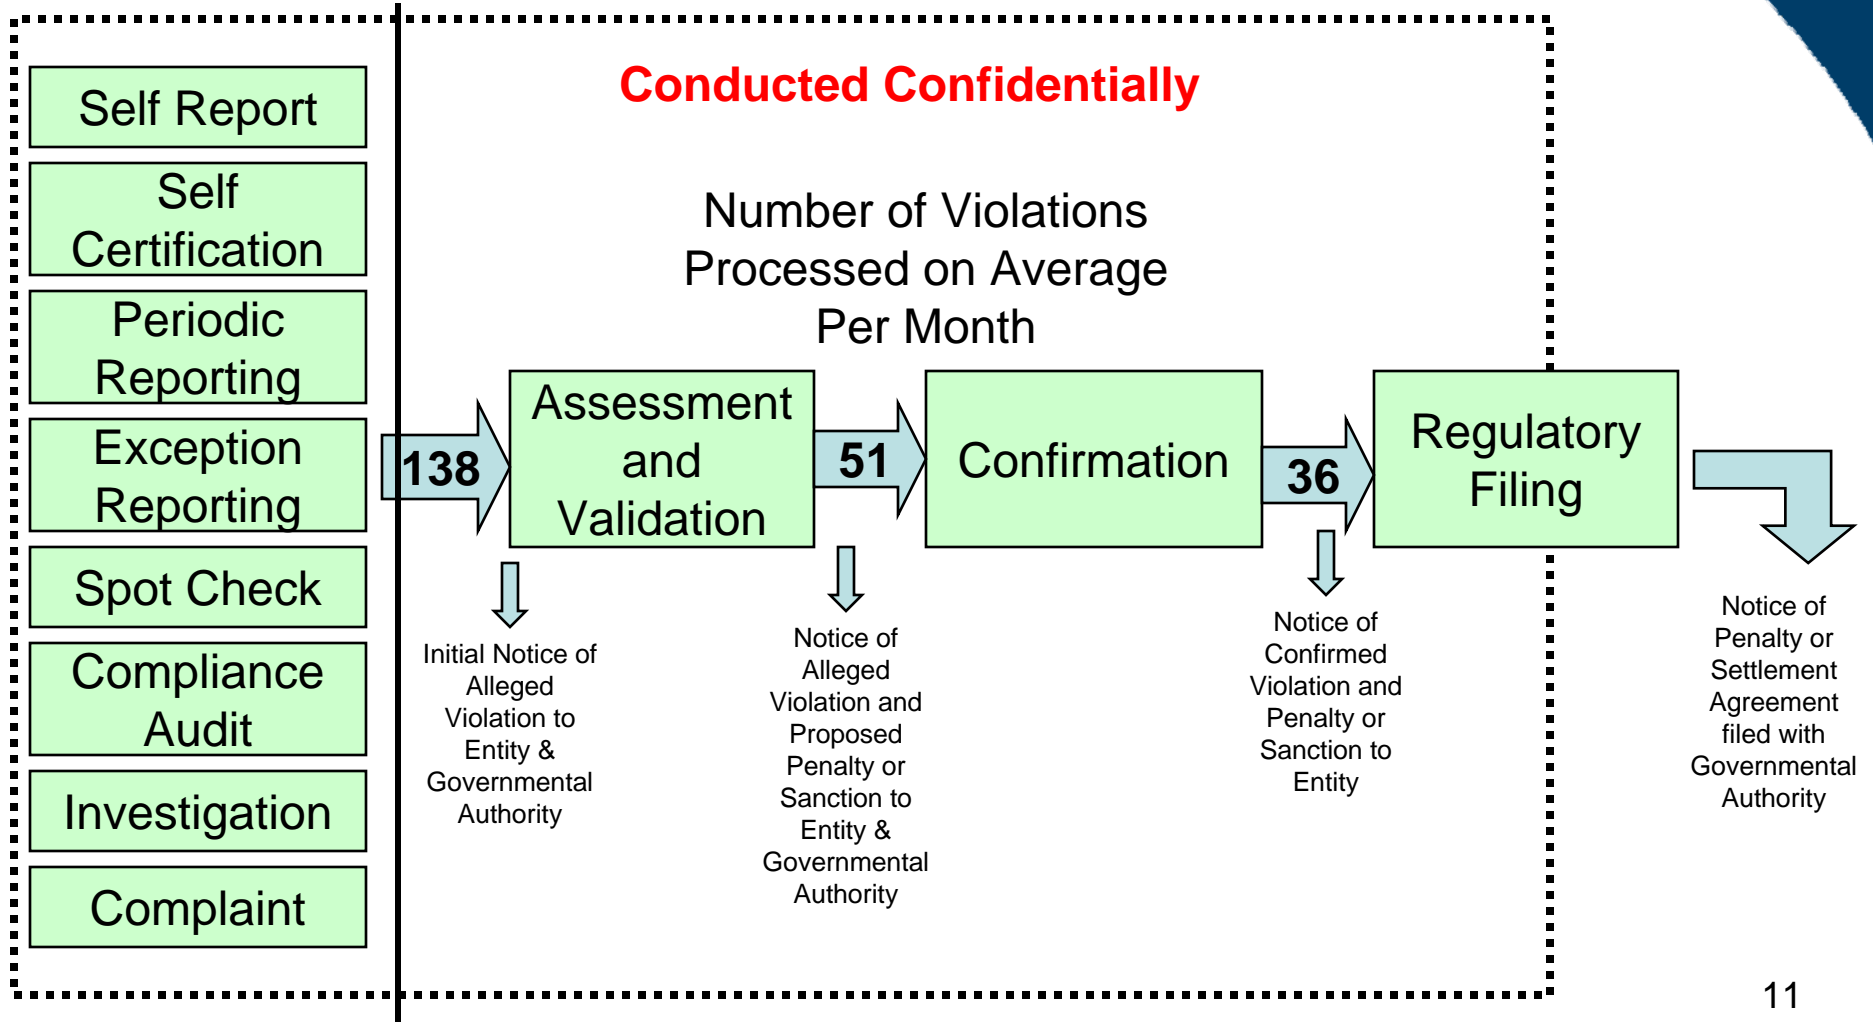 Conducted Confidentially
Number of Violations
Processed on Average
Per Month
Self Report
Self
Certification
Periodic
Reporting
Exception
Reporting
Spot Check
Compliance
Audit
Investigation
Complaint
138
Assessment
and
Validation
51
Confirmation
36
Regulatory
Filing
Initial Notice of
Alleged
Violation to
Entity &
Governmental
Authority
Notice of
Alleged
Violation and
Proposed
Penalty or
Sanction to
Entity &
Governmental
Authority
Notice of
Confirmed
Violation and
Penalty or
Sanction to
Entity
Notice of
Penalty or
Settlement
Agreement
filed with
Governmental
Authority
11